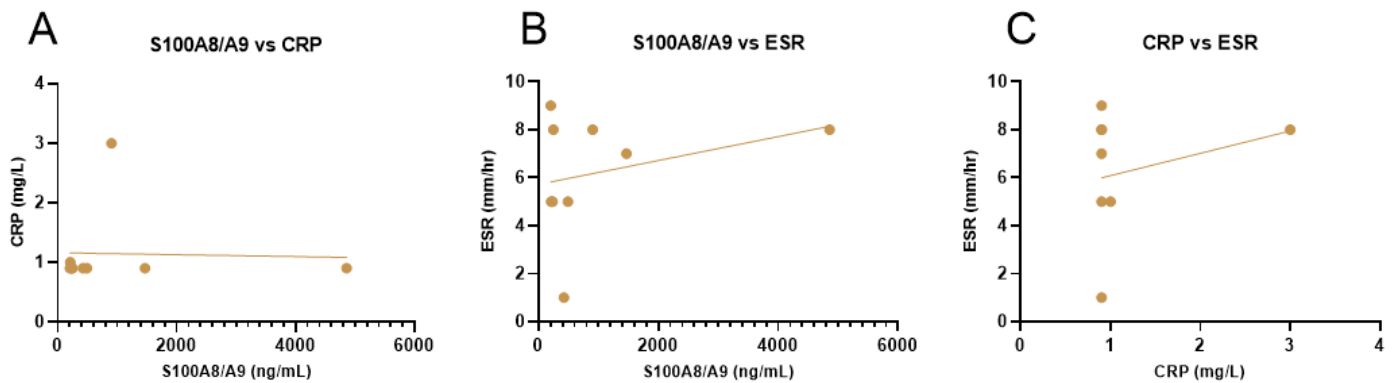 A
S100A8/A9 vs CRP
4
3
2
1
0
CRP (mg/L)
0 2000 4000 6000
S100A8/A9 (ng/mL)
B
S100A8/A9 vs ESR
10
8
6
4
2
0
ESR (mm/hr)
0 2000 4000 6000
S100A8/A9 (ng/mL)
C
CRP vs ESR
10
8
6
4
2
0
ESR (mm/hr)
0 1 2 3 4
CRP (mg/L)